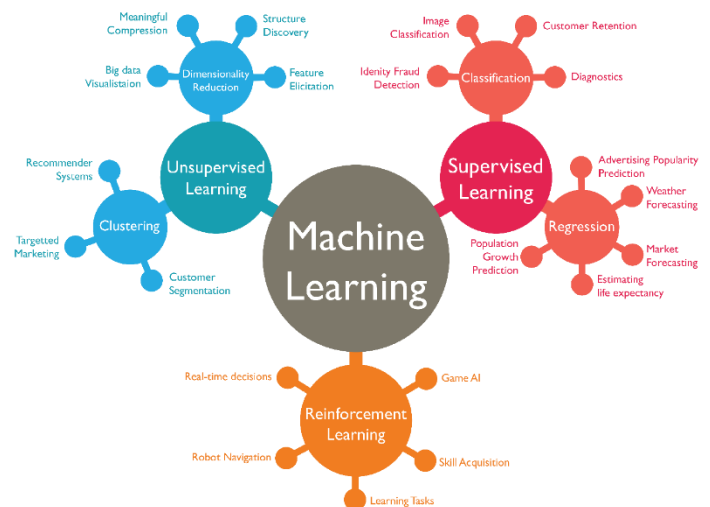 Meaningful
Compression
Structure
Discovery
Big data
Visualistaion
Dimensionality
Reduction
Feature
Elicitation
Image
Classification
Customer Retention
Idenity Fraud
Detection
Classification
Diagnostics
Unsupervised
Learning
Supervised
Learning
Recommender
Systems
Clustering
Targetted
Marketing
Customer
Segmentation
Machine
Learning
Advertising Popularity
Prediction
Weather
Forecasting
Regression
Population
Growth
Prediction
Market
Forecasting
Estimating
life expectancy
Real-time decisions
Game AI
Reinforcement
Learning
Robot Navigation
Skill Acquisition
Learning Tasks